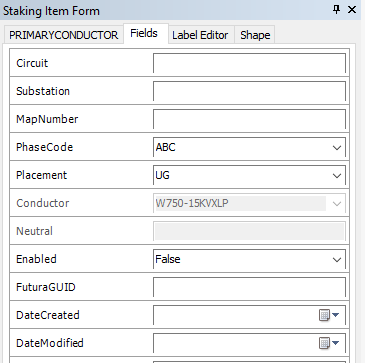 Staking Item Form
PRIMARYCONDUCTOR Fields Label Editor Shape
Circuit
Substation
MapNumber
PhaseCode ABC
Placement UG
Conductor W750-15KVXLP
Neutral
Enabled False
FuturaGUID
DateCreated
DateModified